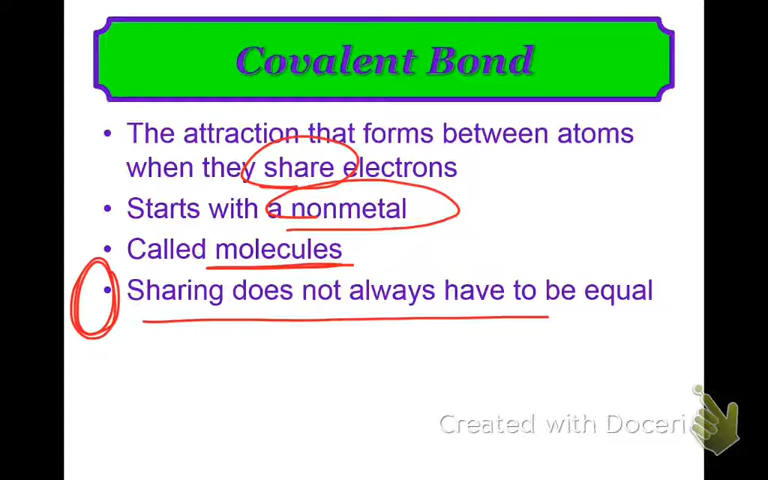 Covalent Bond
• The attraction that forms between atoms
when they share electrons
• Starts with a nonmetal
• Called molecules
• Sharing does not always have to be equal
Created with Doceri